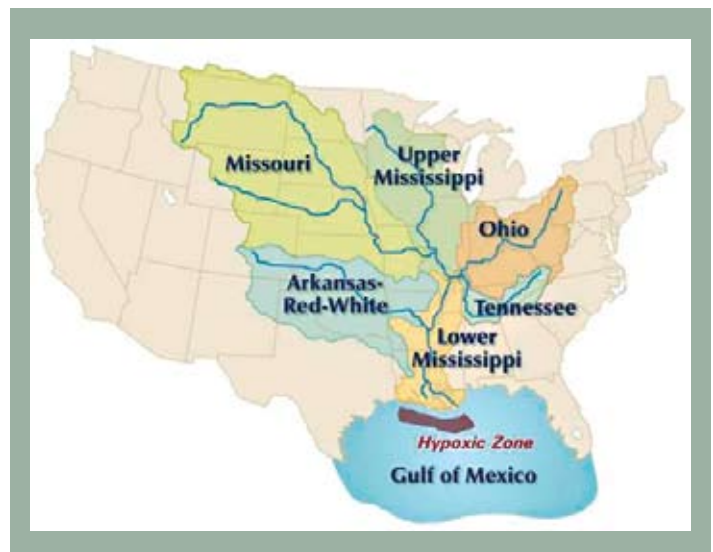 Missouri
Upper
Mississippi
Ohio
Arkansas-
Red-White
Tennessee
Lower
Mississippi
Hypoxic Zone
Gulf of Mexico